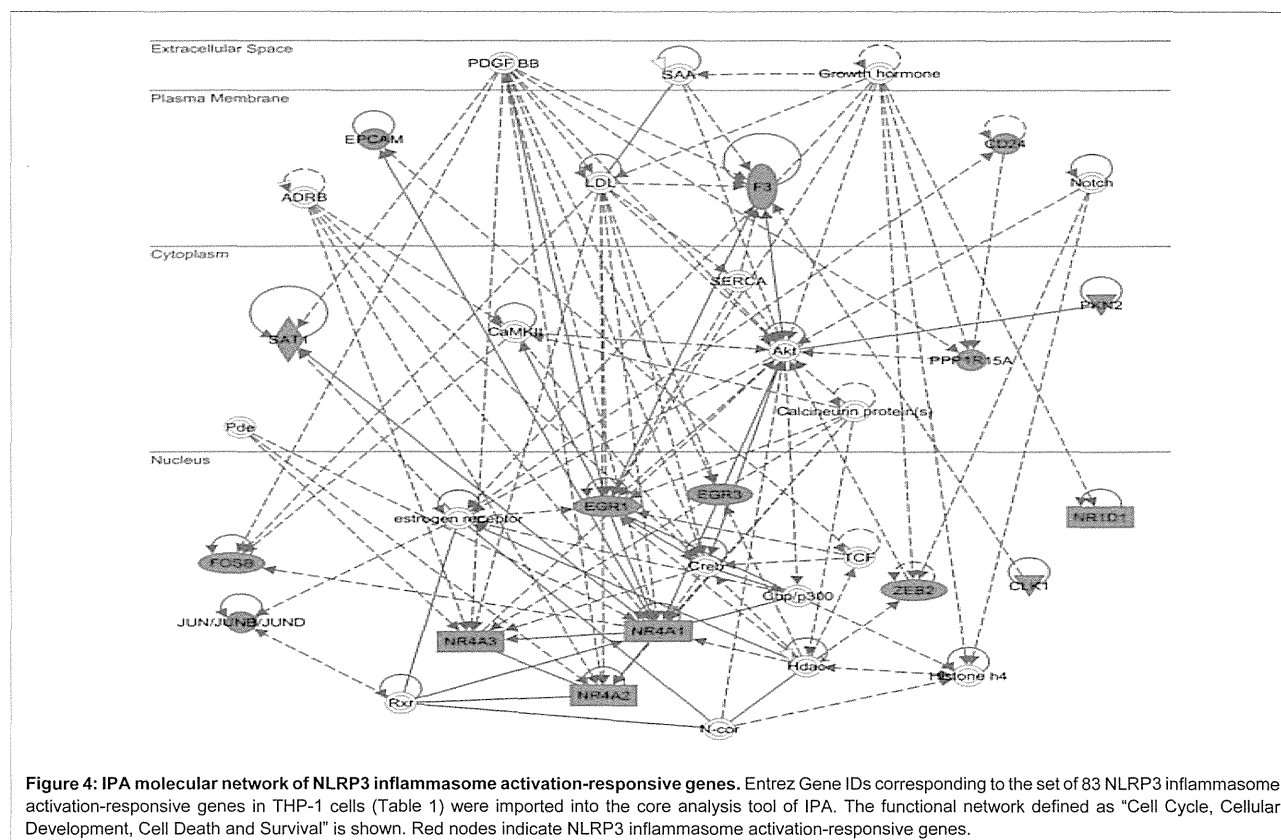 Extracellular Space
PDGF BB
SAA
Growth hormone
Plasma Membrane
EPCAM
CD24
LDL
F3
Notch
ADRB
Cytoplasm
SERCA
PKN2
CaMKII
SAT1
Akt
PPP1R15A
Calcineurin protein(s)
Pde
Nucleus
EGR3
EGR1
estrogen receptor
NR1D1
FOSB
Creb
TCF
Cbp/p300
ZEB2
CLK1
JUN/JUNB/JUND
NR4A1
NR4A3
Hdac
Histone h4
NR4A2
Rxr
N-cor
Figure 4: IPA molecular network of NLRP3 inflammasome activation-responsive genes. Entrez Gene IDs corresponding to the set of 83 NLRP3 inflammasome
activation-responsive genes in THP-1 cells (Table 1) were imported into the core analysis tool of IPA. The functional network defined as “Cell Cycle, Cellular
Development, Cell Death and Survival” is shown. Red nodes indicate NLRP3 inflammasome activation-responsive genes.